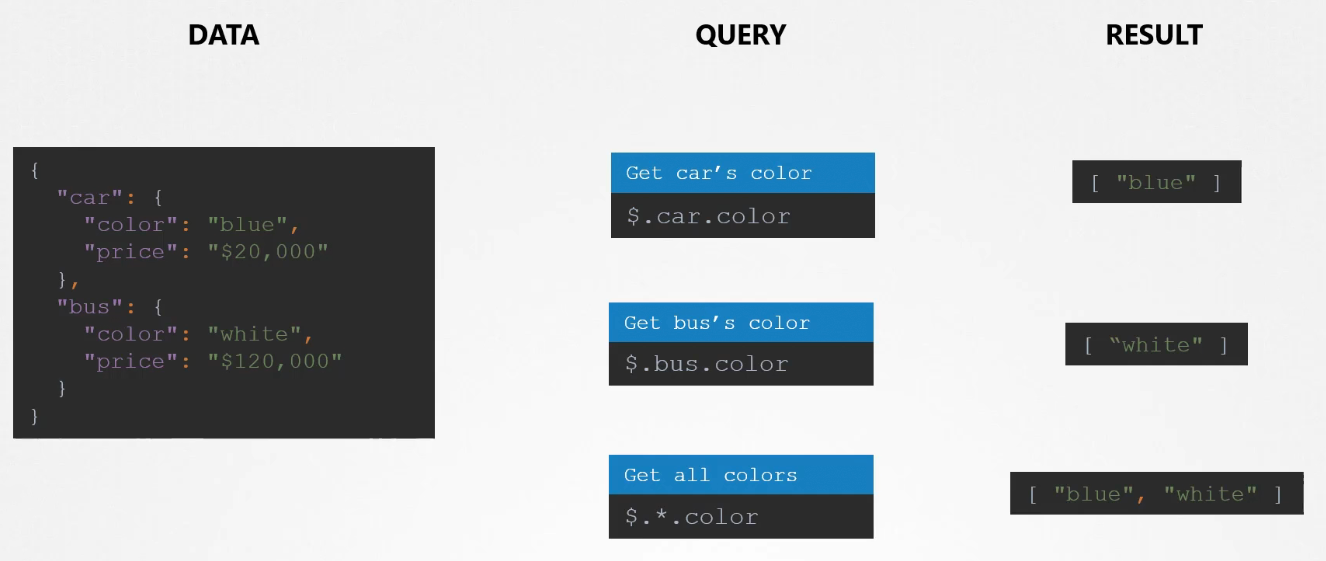 DATA
QUERY
RESULT
{
"car": {
"color": "blue",
"price": "$20,000"
},
"bus": {
"color": "white",
"price": "$120,000"
}
}
Get car’s color
$.car.color
[ "blue" ]
Get bus’s color
$.bus.color
[ “white" ]
Get all colors
$.*.color
[ "blue", "white" ]